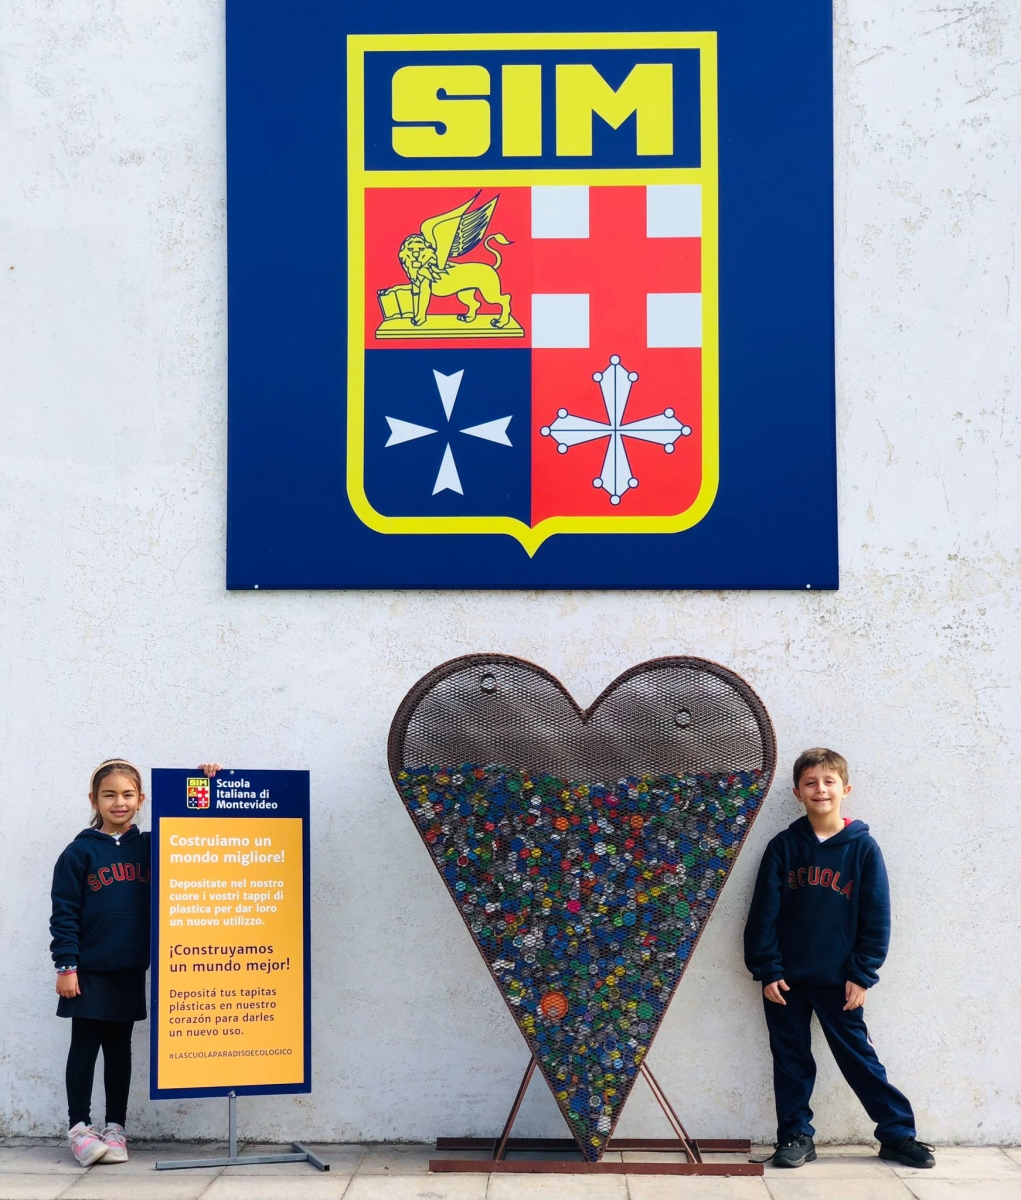 SIM
SIM
Scuola
Italiana di
Montevideo
Costruiamo un
mondo migliore!
Depositate nel nostro
cuore i vostri tappi di
plastica per dar loro
un nuovo utilizzo.
¡Construyamos
un mundo mejor!
Depositá tus tapitas
plásticas en nuestro
corazón para darles
un nuevo uso.
#LASCUOLAPARADISOECOLOGICO
SCUOLA
SCUOLA